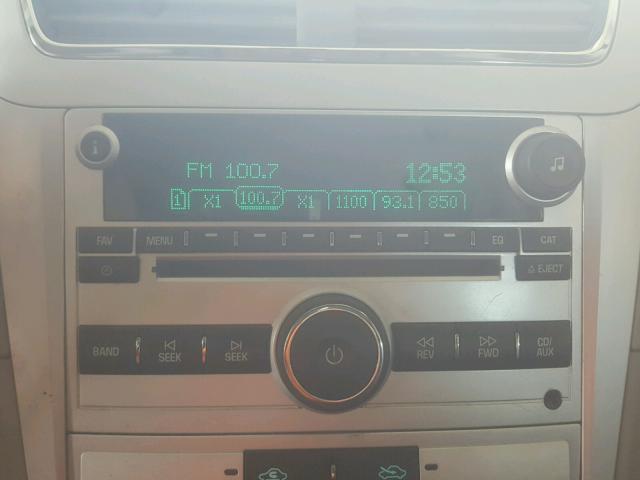 FM 100.7 12:53
1 X1 100.7 X1 1100 93.1 850
FAV MENU EQ CAT
EJECT
BAND SEEK SEEK REV FWD CD/AUX